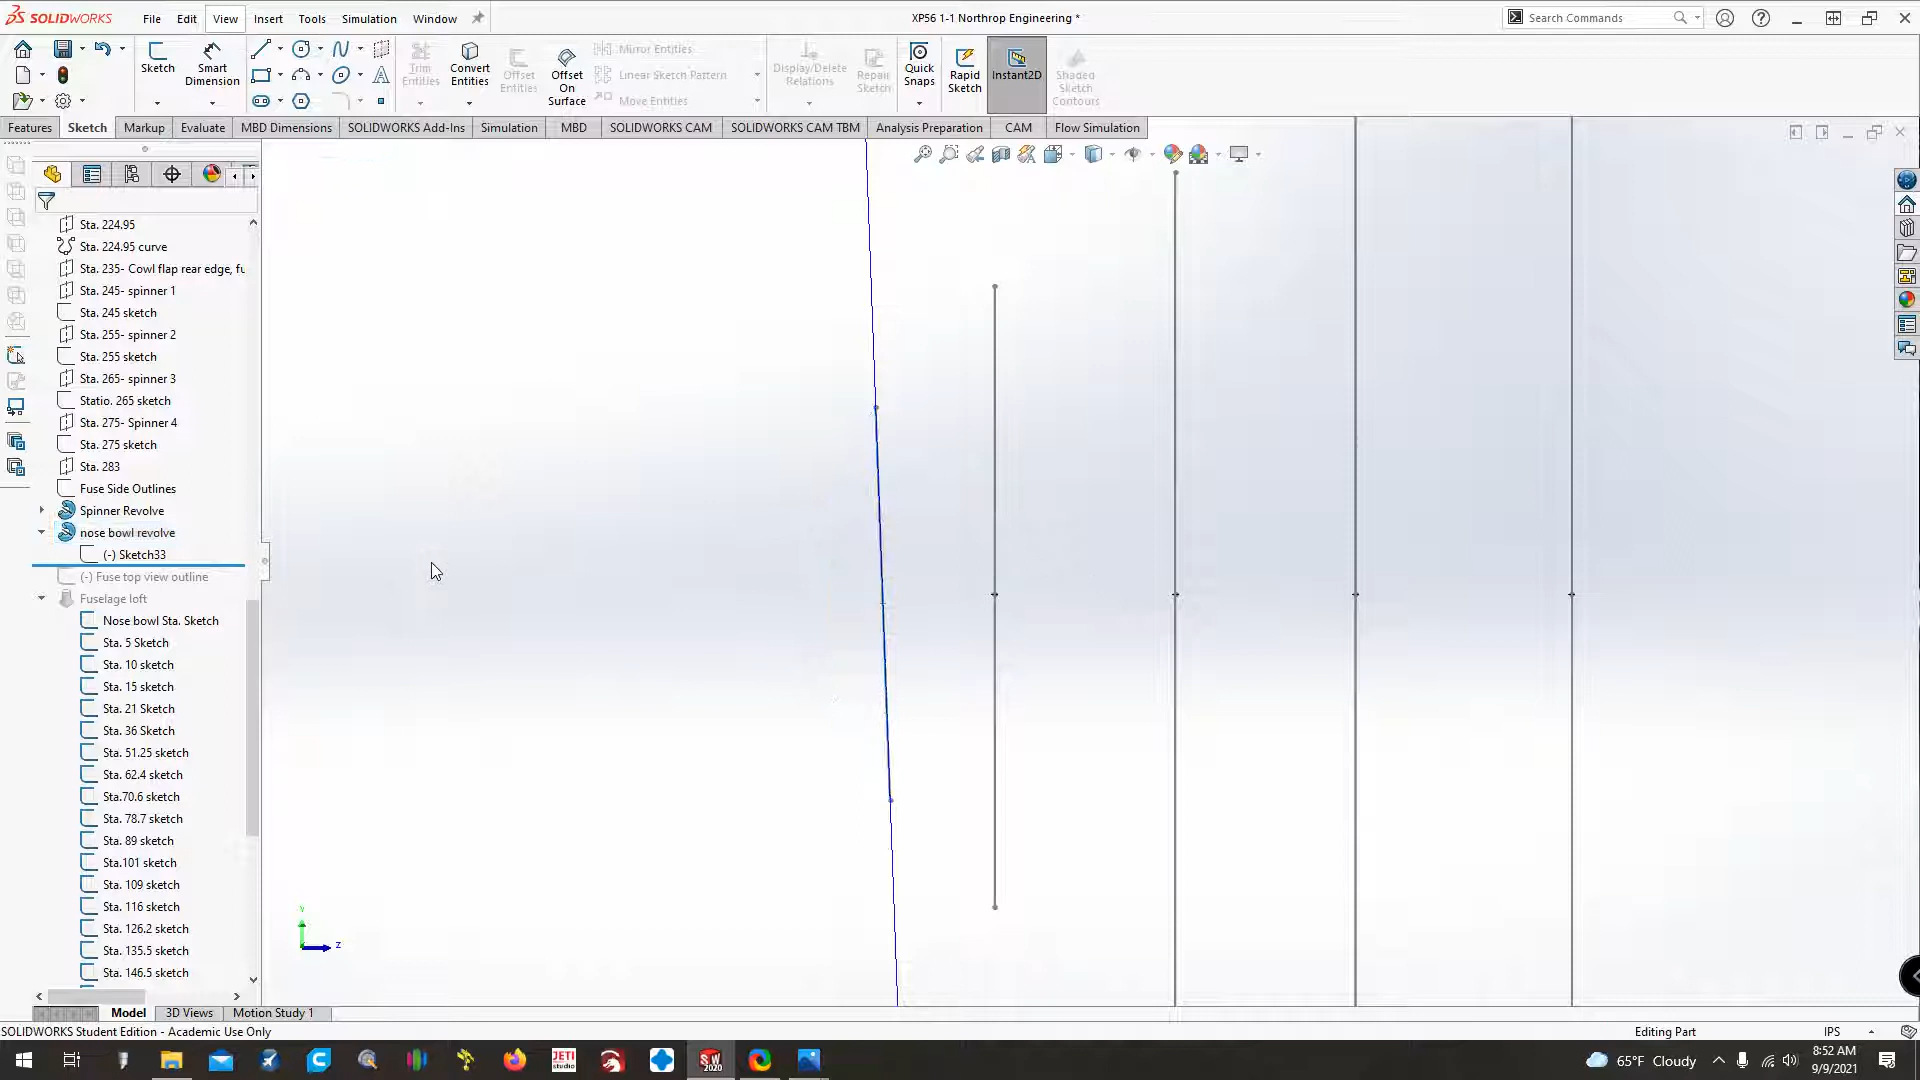 SOLIDWORKS
File Edit View Insert Tools Simulation Window
XP56 1-1 Northrop Engineering *
Search Commands
Sketch
Smart Dimension
Trim Entities
Convert Entities
Offset Entities
Offset On Surface
Mirror Entities
Linear Sketch Pattern
Move Entities
Display/Delete Relations
Repair Sketch
Quick Snaps
Rapid Sketch
Instant2D
Shaded Sketch Contours
Features Sketch Markup Evaluate MBD Dimensions SOLIDWORKS Add-Ins Simulation MBD SOLIDWORKS CAM SOLIDWORKS CAM TBM Analysis Preparation CAM Flow Simulation
Sta. 224.95
Sta. 224.95 curve
Sta. 235- Cowl flap rear edge, fu
Sta. 245- spinner 1
Sta. 245 sketch
Sta. 255- spinner 2
Sta. 255 sketch
Sta. 265- spinner 3
Statio. 265 sketch
Sta. 275- Spinner 4
Sta. 275 sketch
Sta. 283
Fuse Side Outlines
Spinner Revolve
nose bowl revolve
(-) Sketch33
(-) Fuse top view outline
Fuselage loft
Nose bowl Sta. Sketch
Sta. 5 Sketch
Sta. 10 sketch
Sta. 15 sketch
Sta. 21 sketch
Sta. 36 Sketch
Sta. 51.25 sketch
Sta. 62.4 sketch
Sta.70.6 sketch
Sta. 78.7 sketch
Sta. 89 sketch
Sta.101 sketch
Sta. 109 sketch
Sta. 116 sketch
Sta. 126.2 sketch
Sta. 135.5 sketch
Sta. 146.5 sketch
Y
Z
Model 3D Views Motion Study 1
SOLIDWORKS Student Edition - Academic Use Only
Editing Part
IPS
JETI studio
SW 2020
65°F Cloudy
8:52 AM
9/9/2021